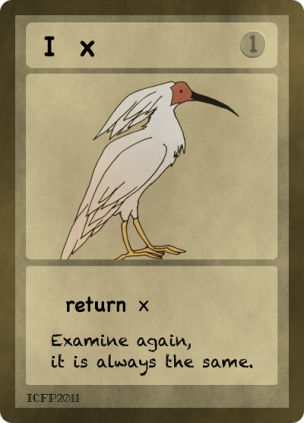 I x
1
return x
Examine again,
it is always the same.
ICFP2011